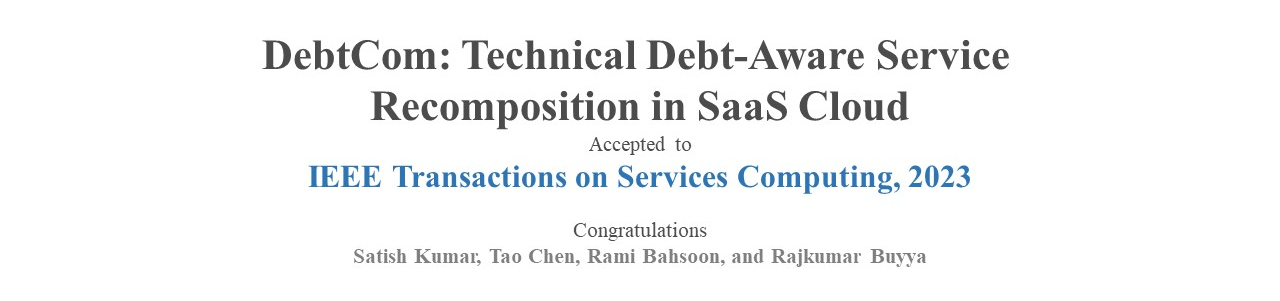 DebtCom: Technical Debt-Aware Service
Recomposition in SaaS Cloud
Accepted to
IEEE Transactions on Services Computing, 2023
Congratulations
Satish Kumar, Tao Chen, Rami Bahsoon, and Rajkumar Buyya